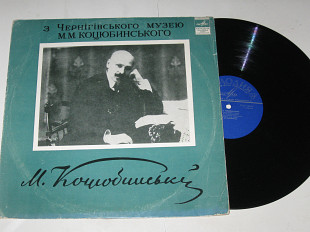 З ЧЕРНІГІВСЬКОГО МУЗЕЮ
М.М.КОЦЮБИНСЬКОГО
М. Коцюбинський